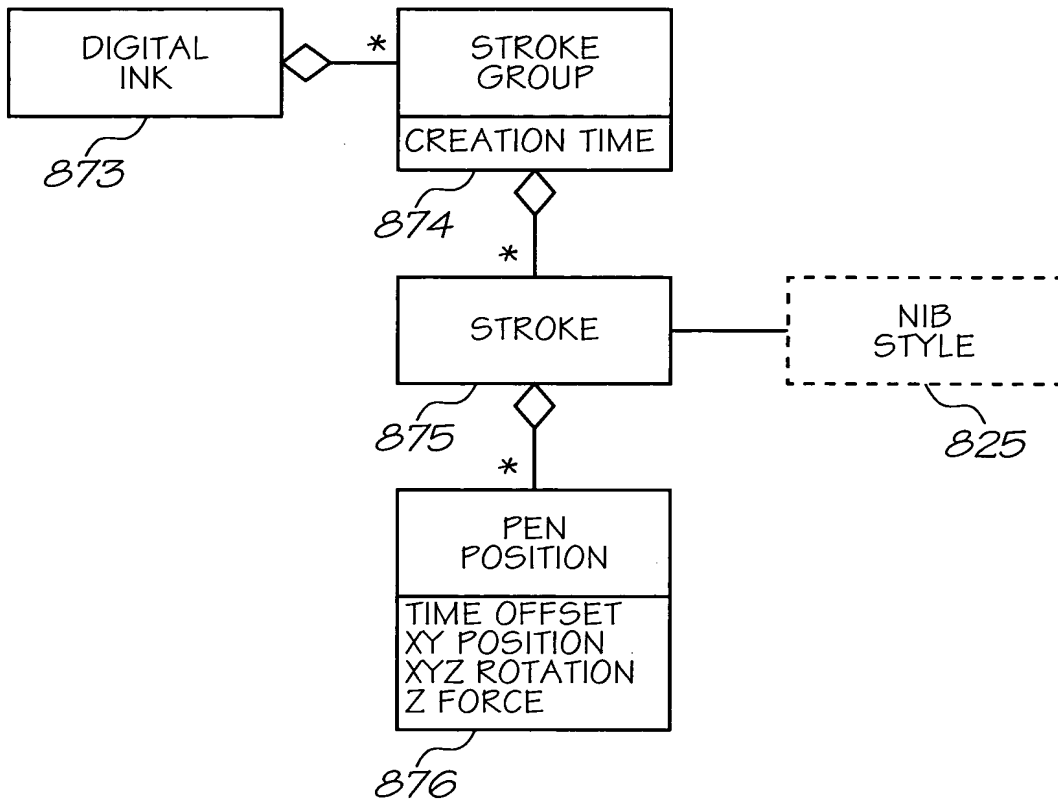 DIGITAL
INK
873
*
STROKE
GROUP
CREATION TIME
874
*
STROKE
875
NIB
STYLE
825
*
PEN
POSITION
TIME OFFSET
XY POSITION
XYZ ROTATION
Z FORCE
876